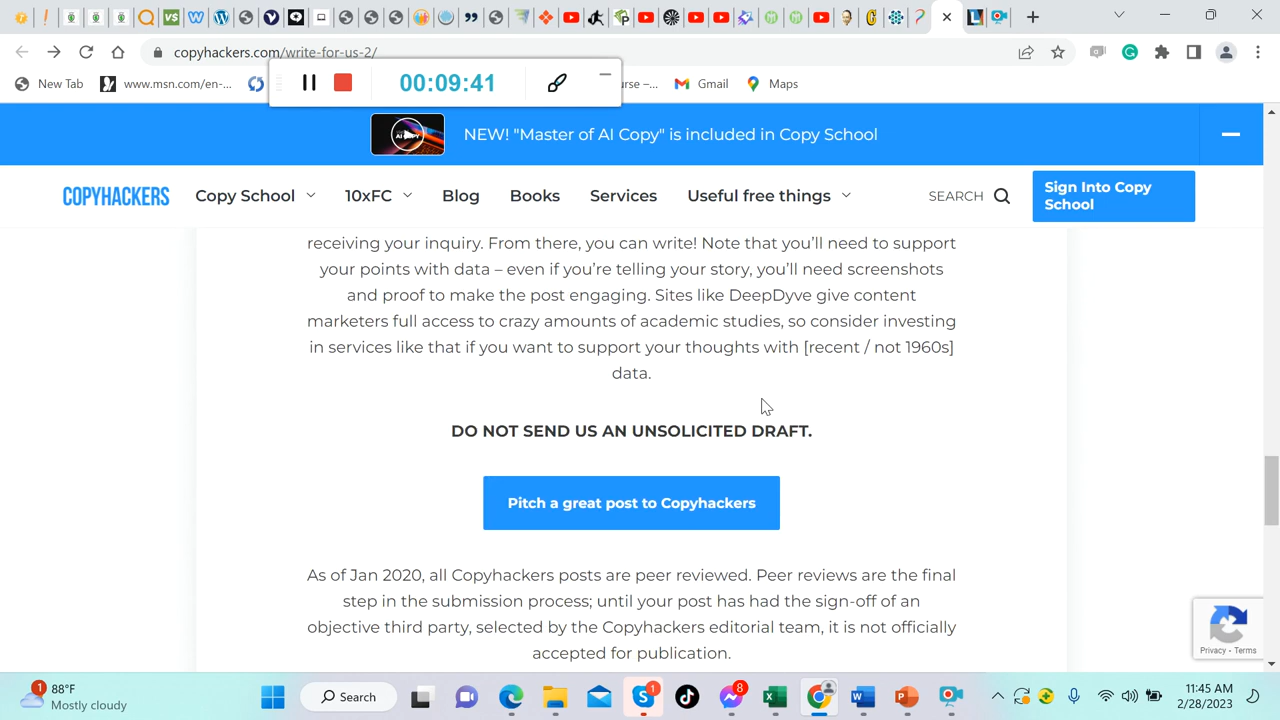 copyhackers.com/write-for-us-2/
New Tab
www.msn.com/en-...
00:09:41
urse –...
Gmail
Maps
NEW! "Master of AI Copy" is included in Copy School
COPYHACKERS
Copy School
10xFC
Blog
Books
Services
Useful free things
SEARCH
Sign Into Copy
School
receiving your inquiry. From there, you can write! Note that you’ll need to support
your points with data – even if you’re telling your story, you’ll need screenshots
and proof to make the post engaging. Sites like DeepDyve give content
marketers full access to crazy amounts of academic studies, so consider investing
in services like that if you want to support your thoughts with [recent / not 1960s]
data.
DO NOT SEND US AN UNSOLICITED DRAFT.
Pitch a great post to Copyhackers
As of Jan 2020, all Copyhackers posts are peer reviewed. Peer reviews are the final
step in the submission process; until your post has had the sign-off of an
objective third party, selected by the Copyhackers editorial team, it is not officially
accepted for publication.
Privacy - Terms
1
88°F
Mostly cloudy
Search
1
8
11:45 AM
2/28/2023